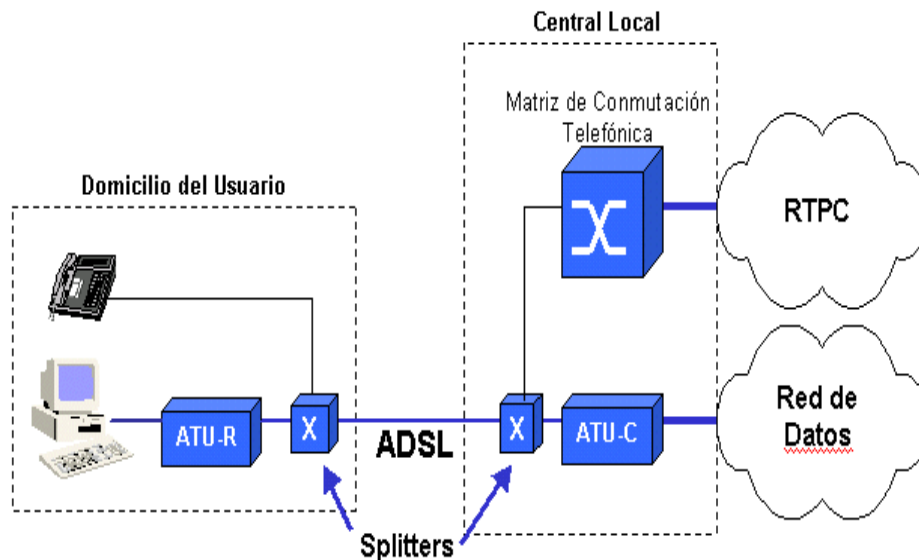 Central Local
Matriz de Conmutación
Telefónica
Domicilio del Usuario
RTPC
ATU-R
X
ADSL
X
ATU-C
Red de
Datos
Splitters